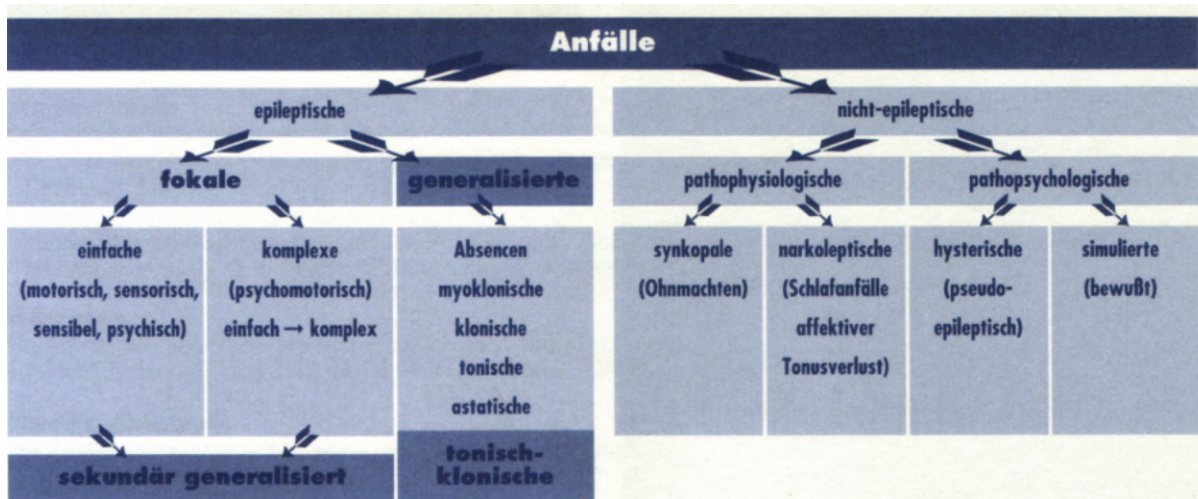 Anfälle
epileptische
nicht-epileptische
fokale
generalisierte
pathophysiologische
pathopsychologische
einfache
(motorisch, sensorisch,
sensibel, psychisch)
komplexe
(psychomotorisch)
einfach → komplex
Absencen
myoklonische
klonische
tonische
astatische
synkopale
(Ohnmachten)
narkoleptische
(Schlafanfälle
affektiver
Tonusverlust)
hysterische
(pseudo-
epileptisch)
simulierte
(bewußt)
sekundär generalisiert
tonisch-
klonische